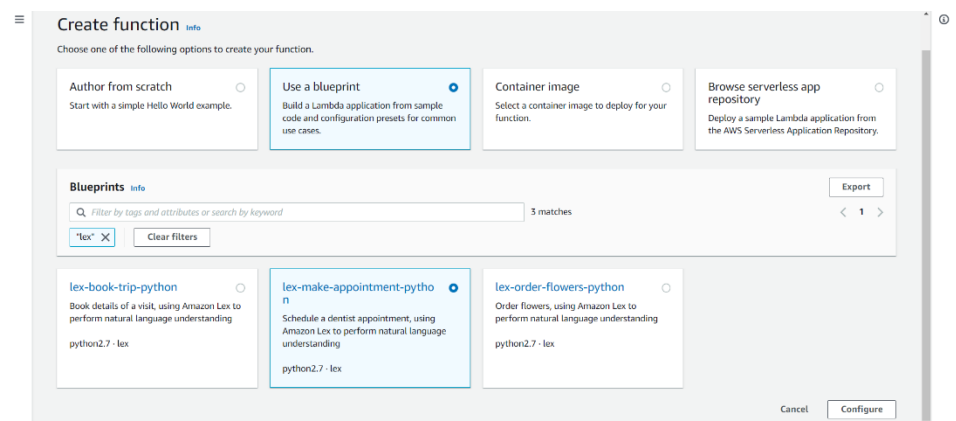 Create function Info
Choose one of the following options to create your function.
Author from scratch
Start with a simple Hello World example.
Use a blueprint
Build a Lambda application from sample
code and configuration presets for common
use cases.
Container image
Select a container image to deploy for your
function.
Browse serverless app
repository
Deploy a sample Lambda application from
the AWS Serverless Application Repository.
Blueprints Info
Export
Filter by tags and attributes or search by keyword
3 matches
1
"lex"
Clear filters
lex-book-trip-python
Book details of a visit, using Amazon Lex to
perform natural language understanding
python2.7 · lex
lex-make-appointment-pytho
n
Schedule a dentist appointment, using
Amazon Lex to perform natural language
understanding
python2.7 · lex
lex-order-flowers-python
Order flowers, using Amazon Lex to
perform natural language understanding
python2.7 · lex
Cancel
Configure